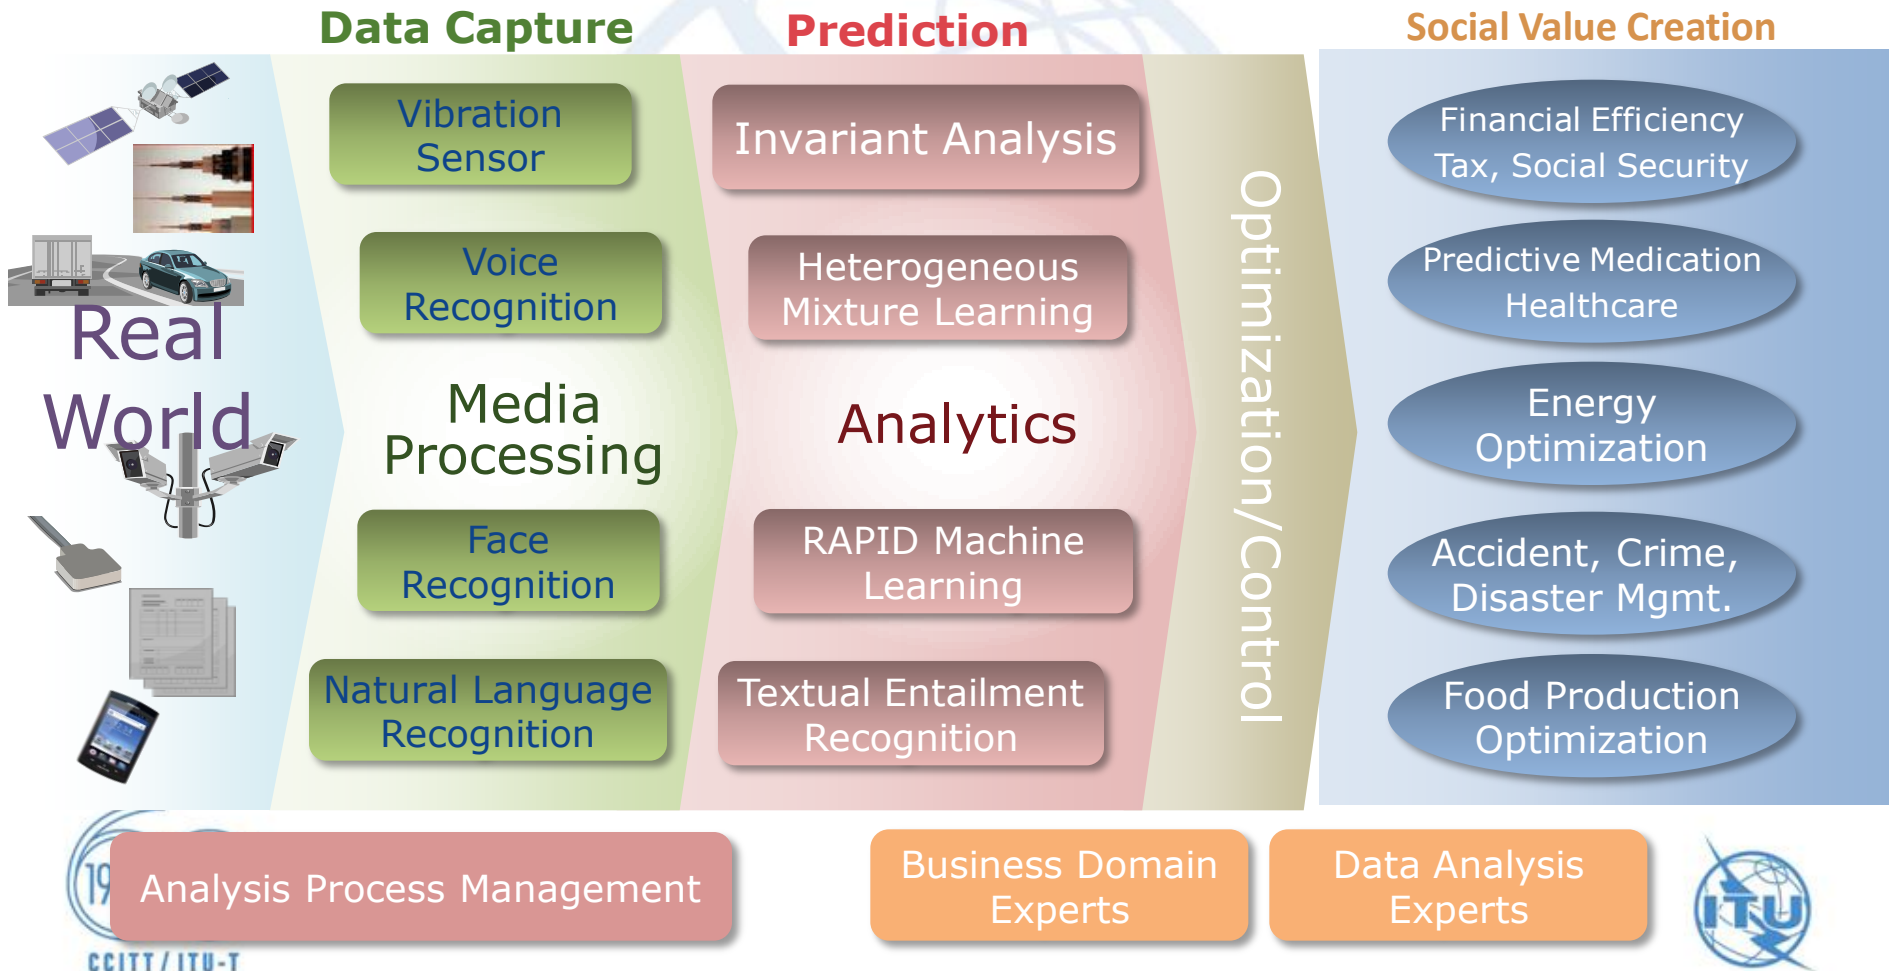 Data Capture
Prediction
Social Value Creation
Real
World
Vibration
Sensor
Voice
Recognition
Media
Processing
Face
Recognition
Natural Language
Recognition
Invariant Analysis
Heterogeneous
Mixture Learning
Analytics
RAPID Machine
Learning
Textual Entailment
Recognition
Optimization/Control
Financial Efficiency
Tax, Social Security
Predictive Medication
Healthcare
Energy
Optimization
Accident, Crime,
Disaster Mgmt.
Food Production
Optimization
Analysis Process Management
Business Domain
Experts
Data Analysis
Experts
CCITT / ITU-T
ITU